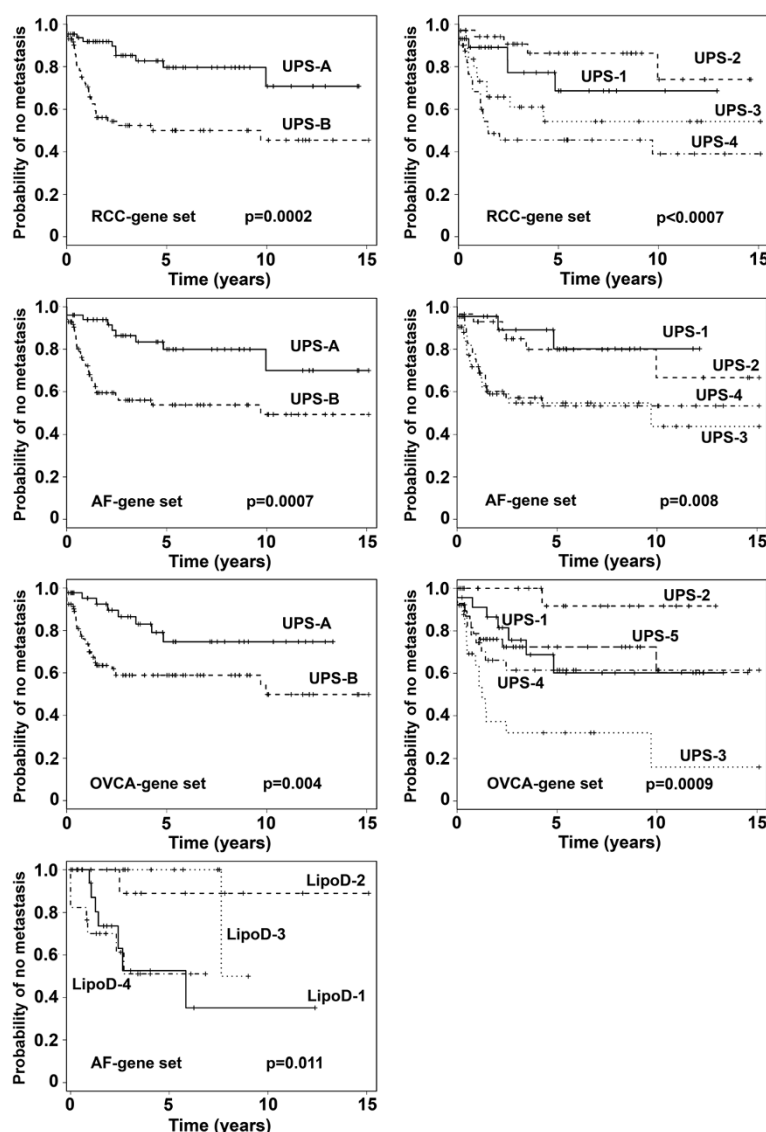 Probability of no metastasis
1.0
0.8
0.6
0.4
0.2
0
UPS-A
UPS-B
RCC-gene set p=0.0002
0 5 10 15
Time (years)
Probability of no metastasis
1.0
0.8
0.6
0.4
0.2
0
UPS-2
UPS-1
UPS-3
UPS-4
RCC-gene set p<0.0007
0 5 10 15
Time (years)
Probability of no metastasis
1.0
0.8
0.6
0.4
0.2
0
UPS-A
UPS-B
AF-gene set p=0.0007
0 5 10 15
Time (years)
Probability of no metastasis
1.0
0.8
0.6
0.4
0.2
0
UPS-1
UPS-2
UPS-4
UPS-3
AF-gene set p=0.008
0 5 10 15
Time (years)
Probability of no metastasis
1.0
0.8
0.6
0.4
0.2
0
UPS-A
UPS-B
OVCA-gene set p=0.004
0 5 10 15
Time (years)
Probability of no metastasis
1.0
0.8
0.6
0.4
0.2
0
UPS-2
UPS-1
UPS-5
UPS-4
UPS-3
OVCA-gene set p=0.0009
0 5 10 15
Time (years)
Probability of no metastasis
1.0
0.8
0.6
0.4
0.2
0
LipoD-2
LipoD-3
LipoD-4
LipoD-1
AF-gene set p=0.011
0 5 10 15
Time (years)